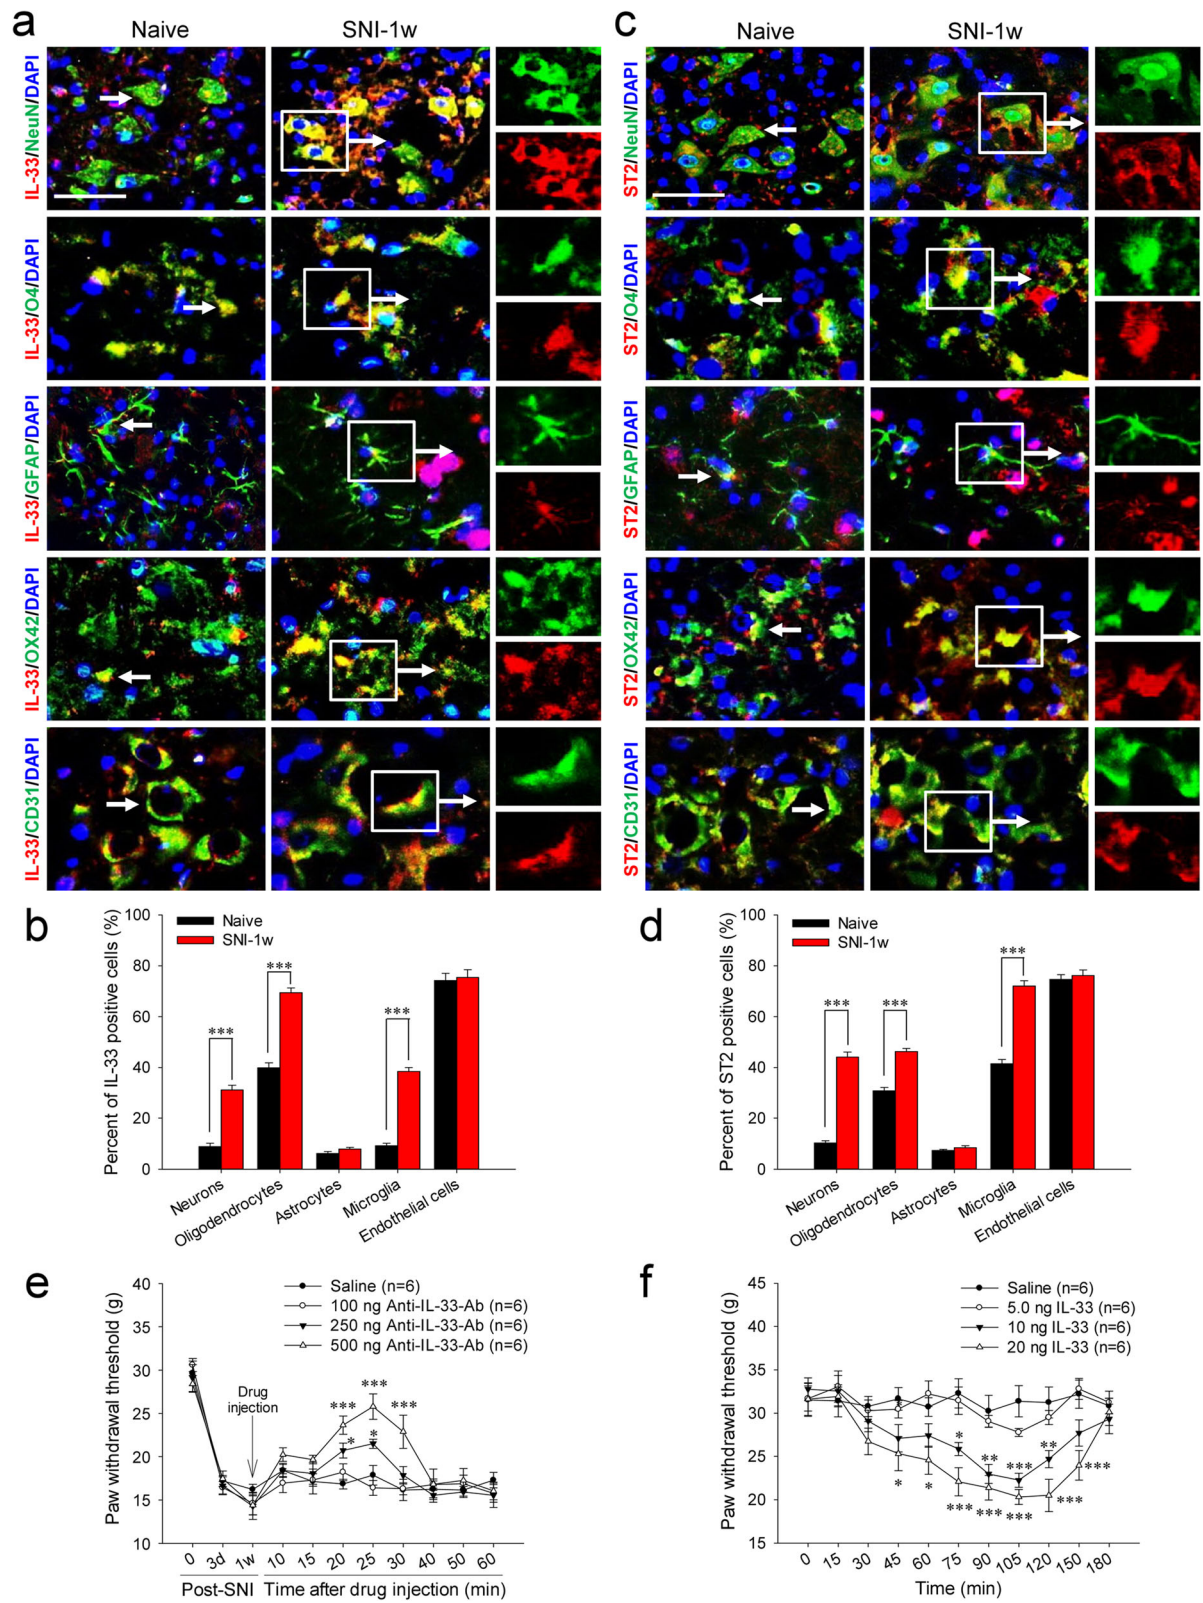 a
Naive
SNI-1w
IL-33/NeuN/DAPI
IL-33/O4/DAPI
IL-33/GFAP/DAPI
IL-33/OX42/DAPI
IL-33/CD31/DAPI
c
Naive
SNI-1w
ST2/NeuN/DAPI
ST2/O4/DAPI
ST2/GFAP/DAPI
ST2/OX42/DAPI
ST2/CD31/DAPI
b
Percent of IL-33 positive cells (%)
100
80
60
40
20
0
Naive
SNI-1w
***
***
***
Neurons
Oligodendrocytes
Astrocytes
Microglia
Endothelial cells
d
Percent of ST2 positive cells (%)
100
80
60
40
20
0
Naive
SNI-1w
***
***
***
Neurons
Oligodendrocytes
Astrocytes
Microglia
Endothelial cells
e
Paw withdrawal threshold (g)
40
35
30
25
20
15
10
Saline (n=6)
100 ng Anti-IL-33-Ab (n=6)
250 ng Anti-IL-33-Ab (n=6)
500 ng Anti-IL-33-Ab (n=6)
Drug
injection
***
***
***
*
*
0 3d 1w 10 15 20 25 30 40 50 60
Post-SNI
Time after drug injection (min)
f
Paw withdrawal threshold (g)
45
40
35
30
25
20
15
Saline (n=6)
5.0 ng IL-33 (n=6)
10 ng IL-33 (n=6)
20 ng IL-33 (n=6)
*
**
***
**
*
*
***
***
***
***
***
0 15 30 45 60 75 90 105 120 150 180
Time (min)